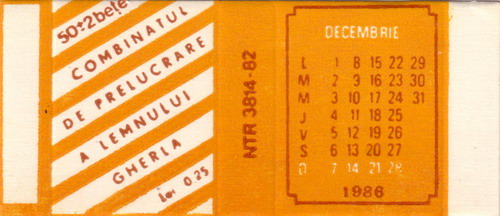 50±2bețe
COMBINATUL
DE PRELUCRARE
A LEMNULUI
GHERLA
Lei 0.25
NTR 3814-82
DECEMBRIE
L 1 8 15 22 29
M 2 9 16 23 30
M 3 10 17 24 31
J 4 11 18 25
V 5 12 19 26
S 6 13 20 27
D 7 14 21 28
1986